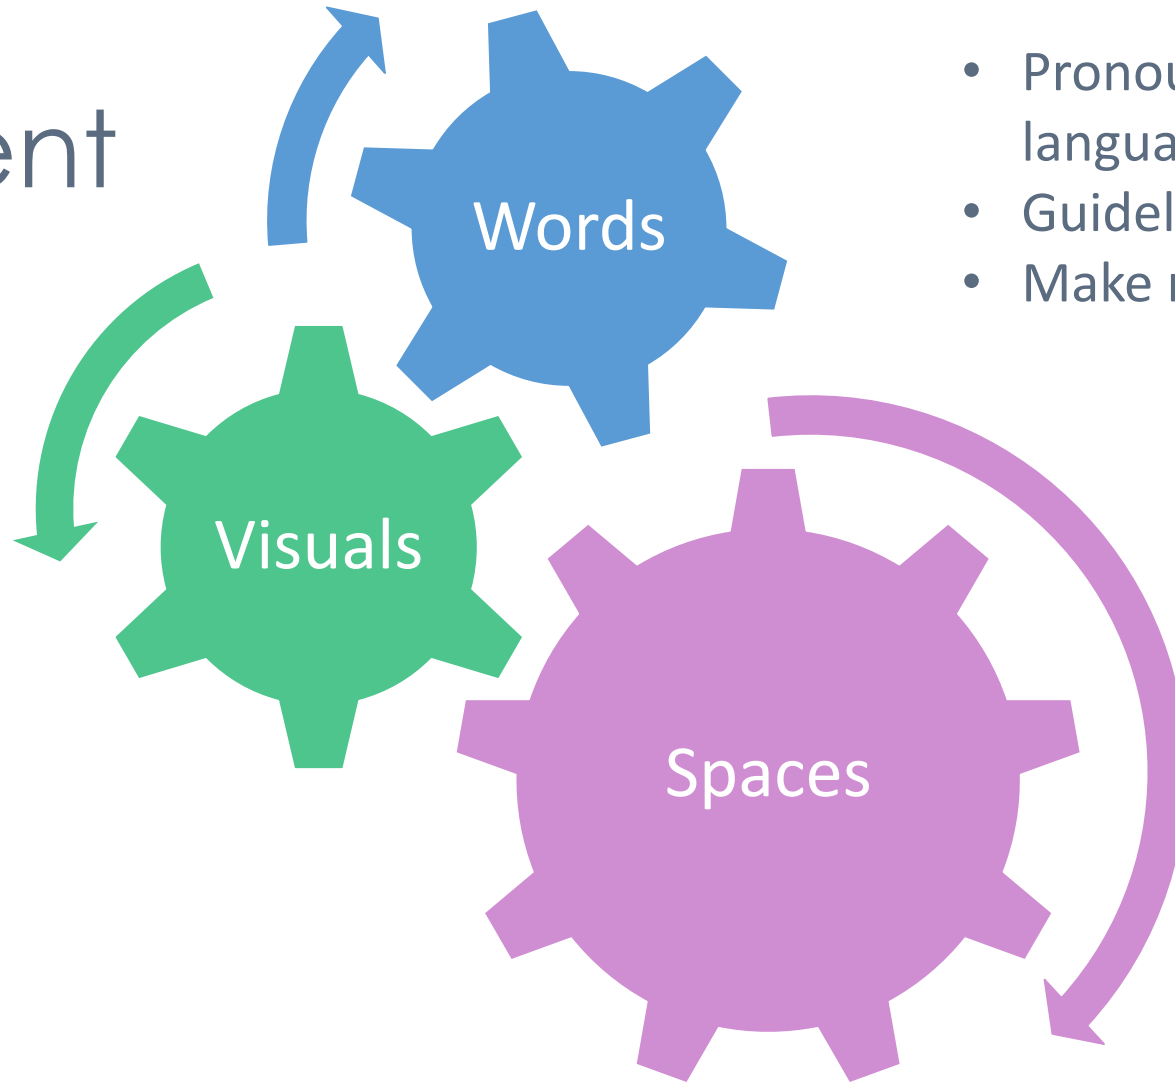 ent
Words
• Pronou
langua
• Guidel
• Make
Visuals
Spaces